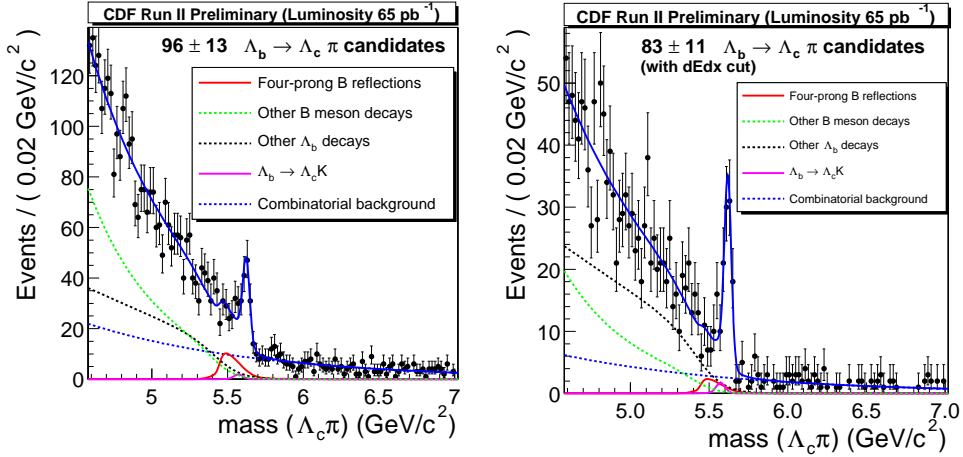 CDF Run II Preliminary (Luminosity 65 pb⁻¹)
96 ± 13 Λb → Λc π candidates
Four-prong B reflections
Other B meson decays
Other Λb decays
Λb → ΛcK
Combinatorial background
Events / ( 0.02 GeV/c² )
120
100
80
60
40
20
0
5
5.5
6
6.5
7
mass (Λcπ) (GeV/c²)
CDF Run II Preliminary (Luminosity 65 pb⁻¹)
83 ± 11 Λb → Λc π candidates
(with dEdx cut)
Four-prong B reflections
Other B meson decays
Other Λb decays
Λb → ΛcK
Combinatorial background
Events / ( 0.02 GeV/c² )
50
40
30
20
10
0
5.0
5.5
6.0
6.5
7.0
mass (Λcπ) (GeV/c²)